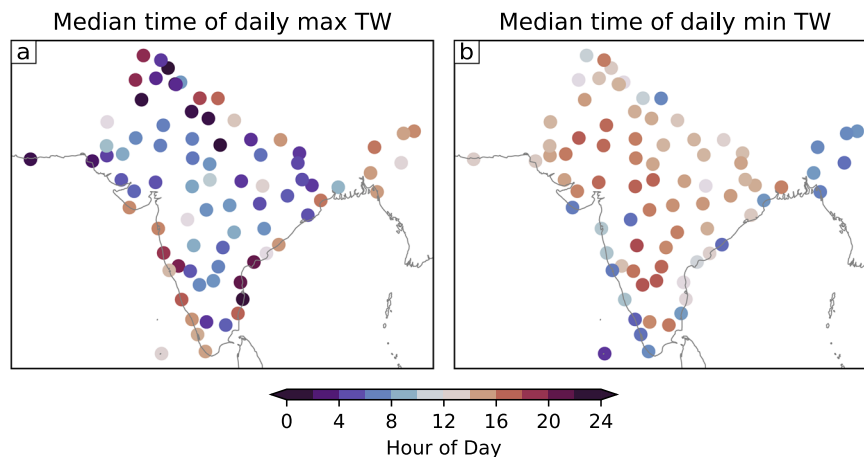 Median time of daily max TW
Median time of daily min TW
a
b
0 4 8 12 16 20 24
Hour of Day